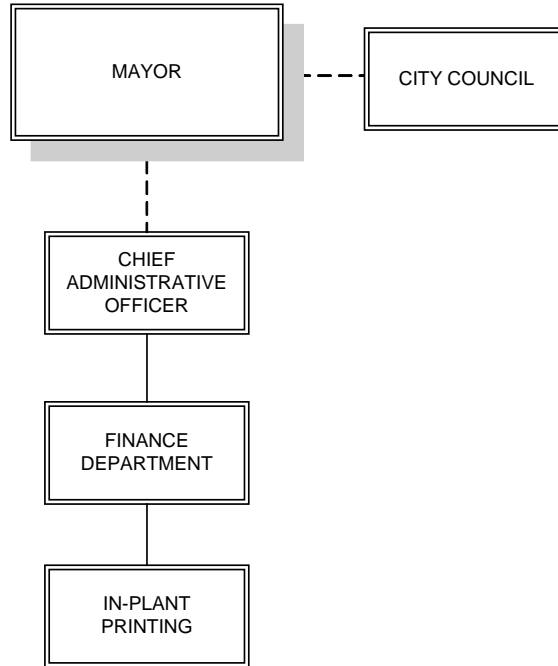 MAYOR
CITY COUNCIL
CHIEF
ADMINISTRATIVE
OFFICER
FINANCE
DEPARTMENT
IN-PLANT
PRINTING